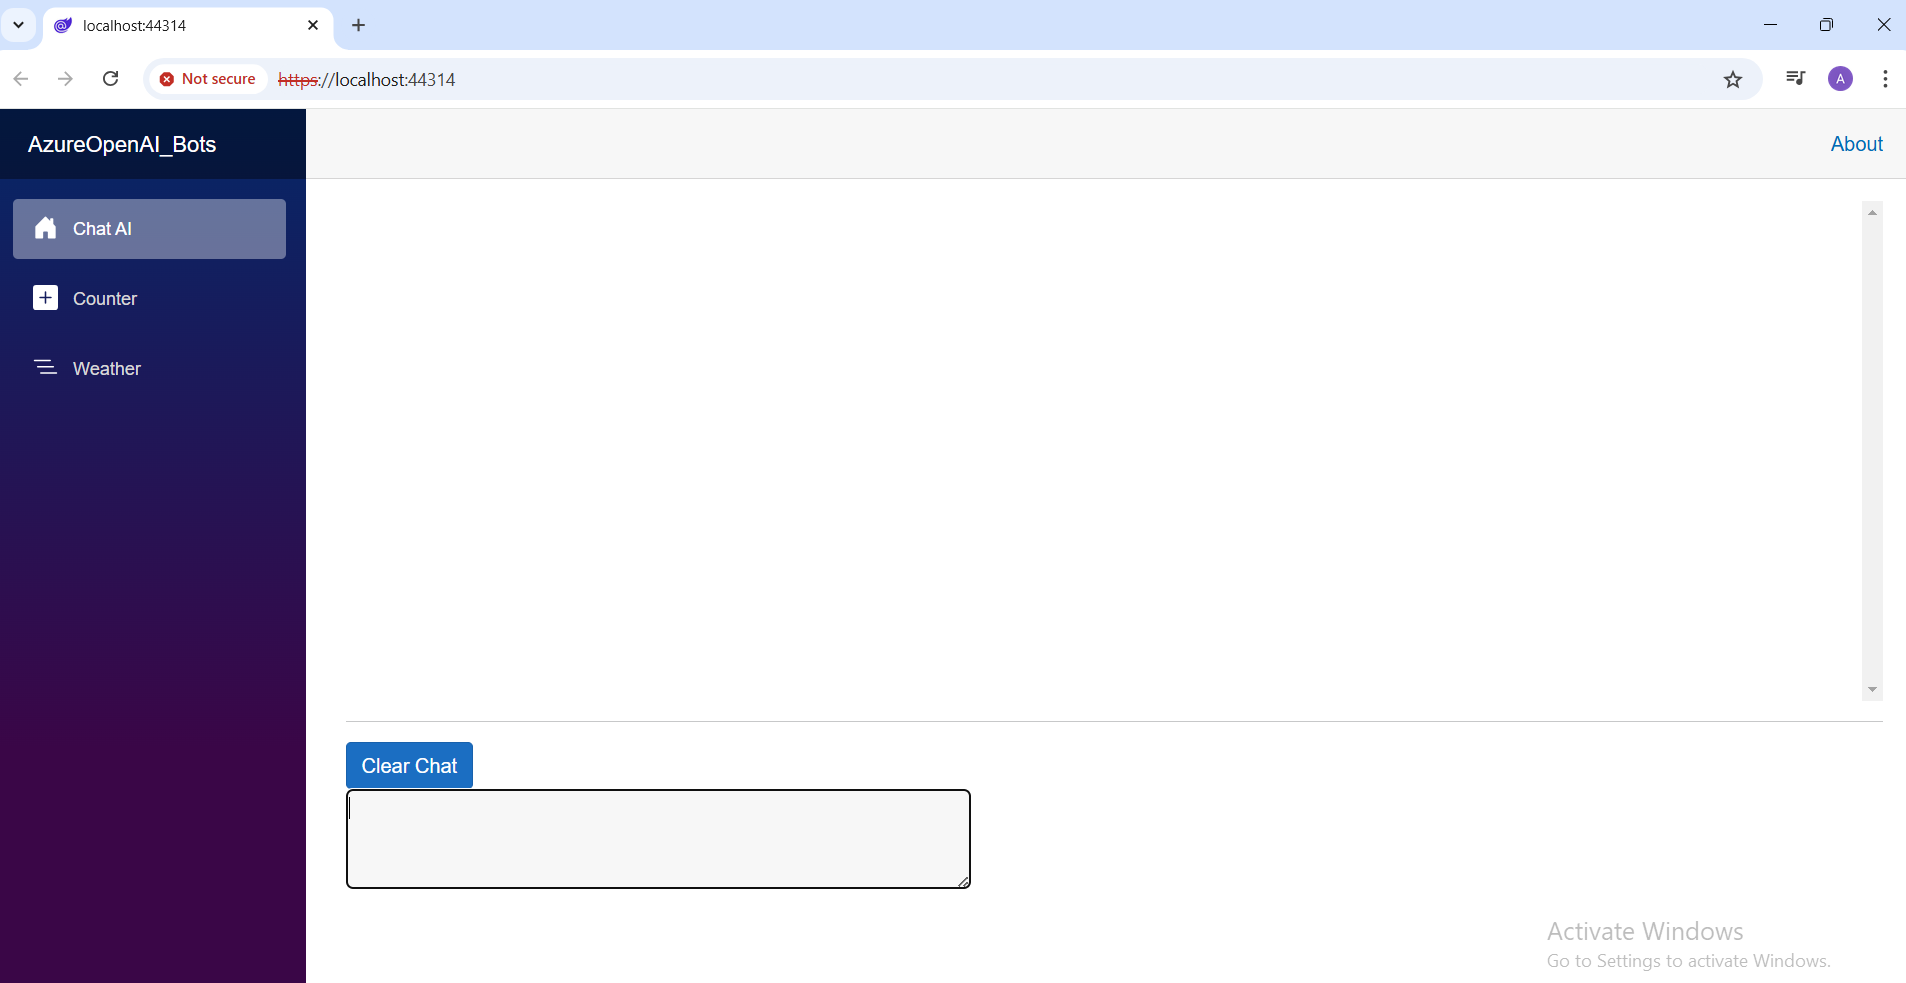 localhost:44314
Not secure https://localhost:44314
A
AzureOpenAI_Bots
About
Chat AI
Counter
Weather
Clear Chat
Activate Windows
Go to Settings to activate Windows.